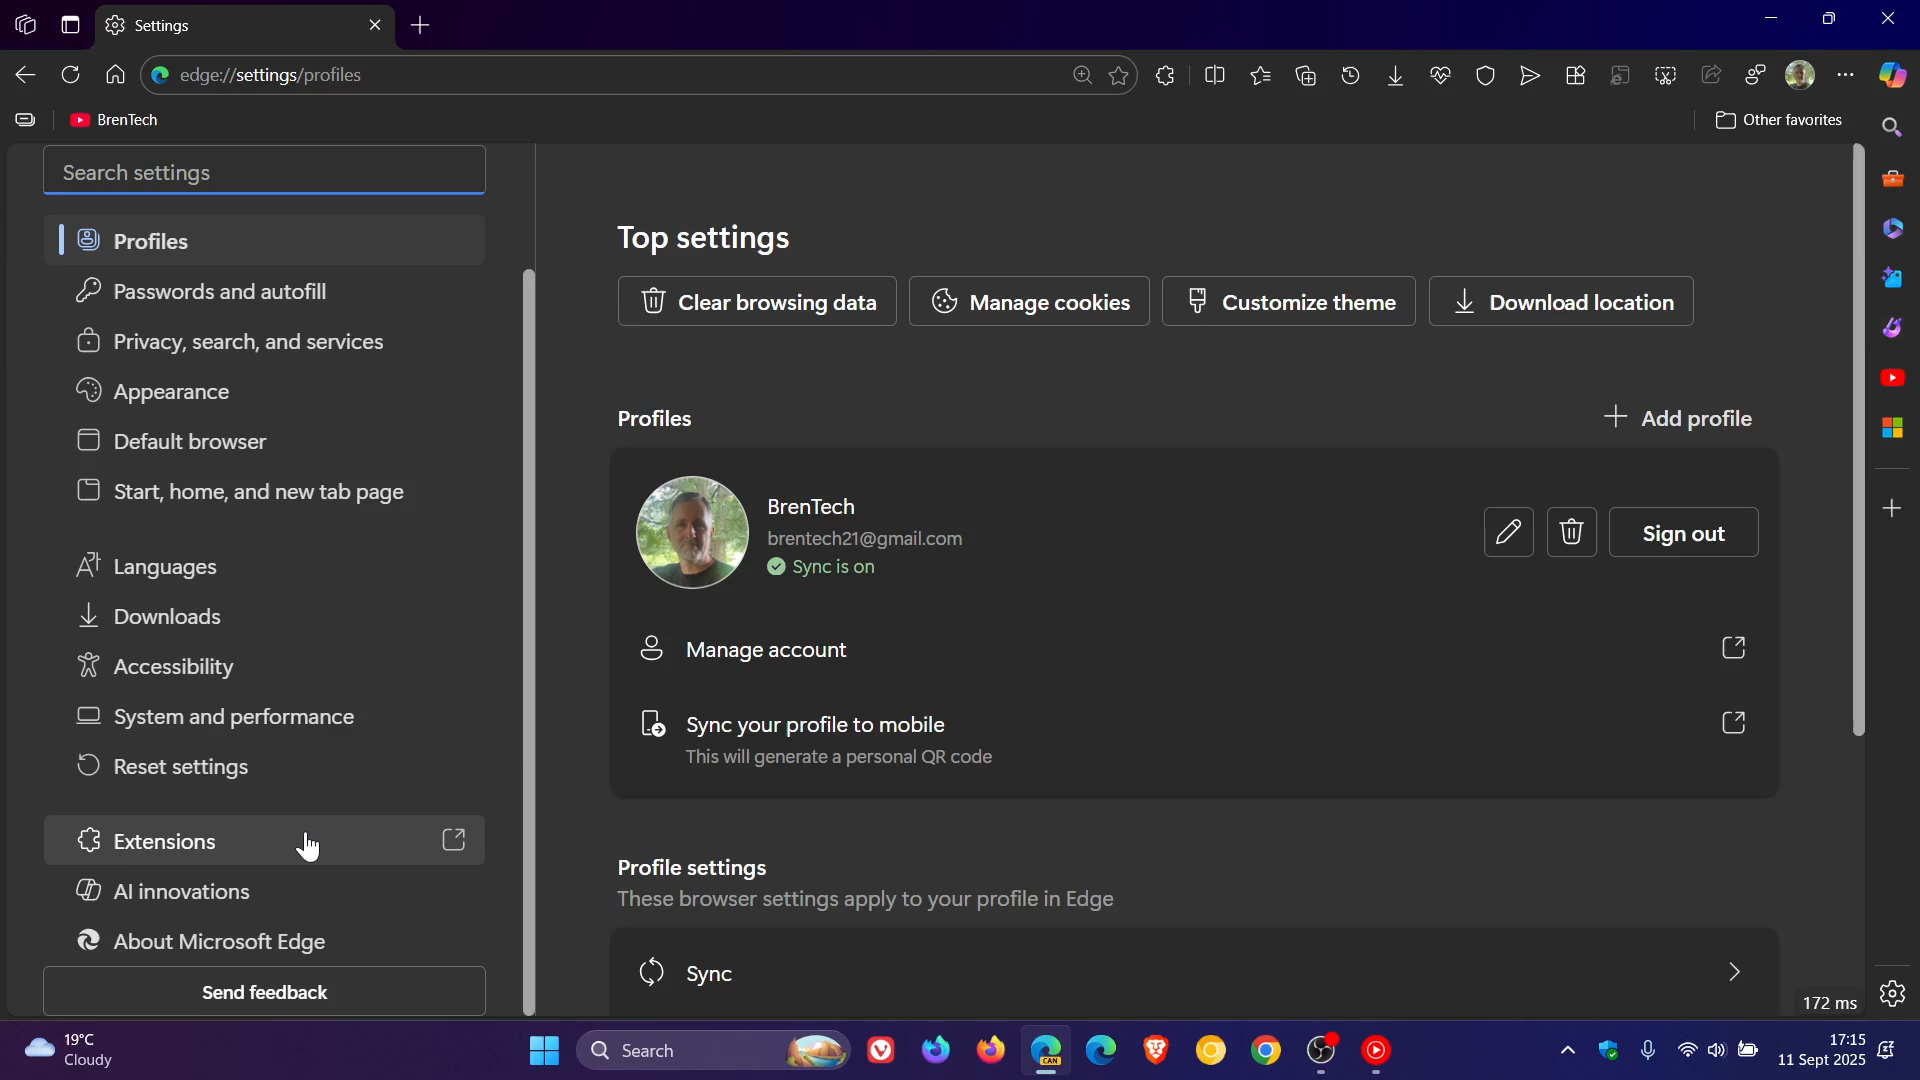 Settings
edge://settings/profiles
BrenTech
Other favorites
Search settings
Profiles
Passwords and autofill
Privacy, search, and services
Appearance
Default browser
Start, home, and new tab page
Languages
Downloads
Accessibility
System and performance
Reset settings
Extensions
AI innovations
About Microsoft Edge
Send feedback
Top settings
Clear browsing data
Manage cookies
Customize theme
Download location
Profiles
Add profile
BrenTech
brentech21@gmail.com
Sync is on
Sign out
Manage account
Sync your profile to mobile
This will generate a personal QR code
Profile settings
These browser settings apply to your profile in Edge
Sync
172 ms
19°C
Cloudy
Search
CAN
17:15
11 Sept 2025